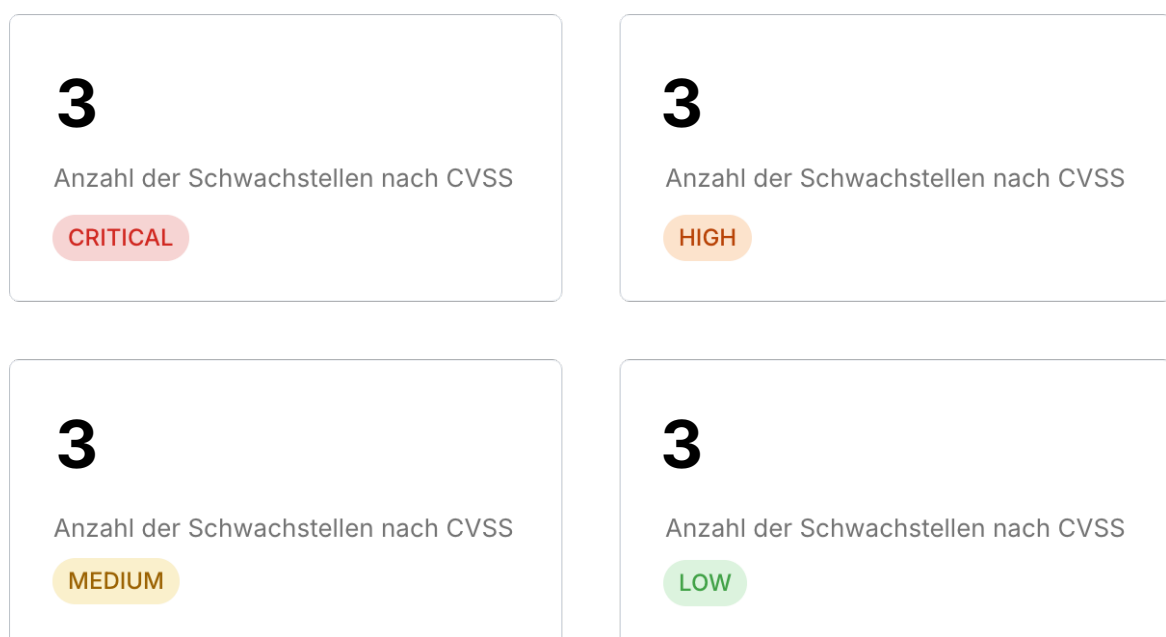 3
Anzahl der Schwachstellen nach CVSS
CRITICAL
3
Anzahl der Schwachstellen nach CVSS
HIGH
3
Anzahl der Schwachstellen nach CVSS
MEDIUM
3
Anzahl der Schwachstellen nach CVSS
LOW